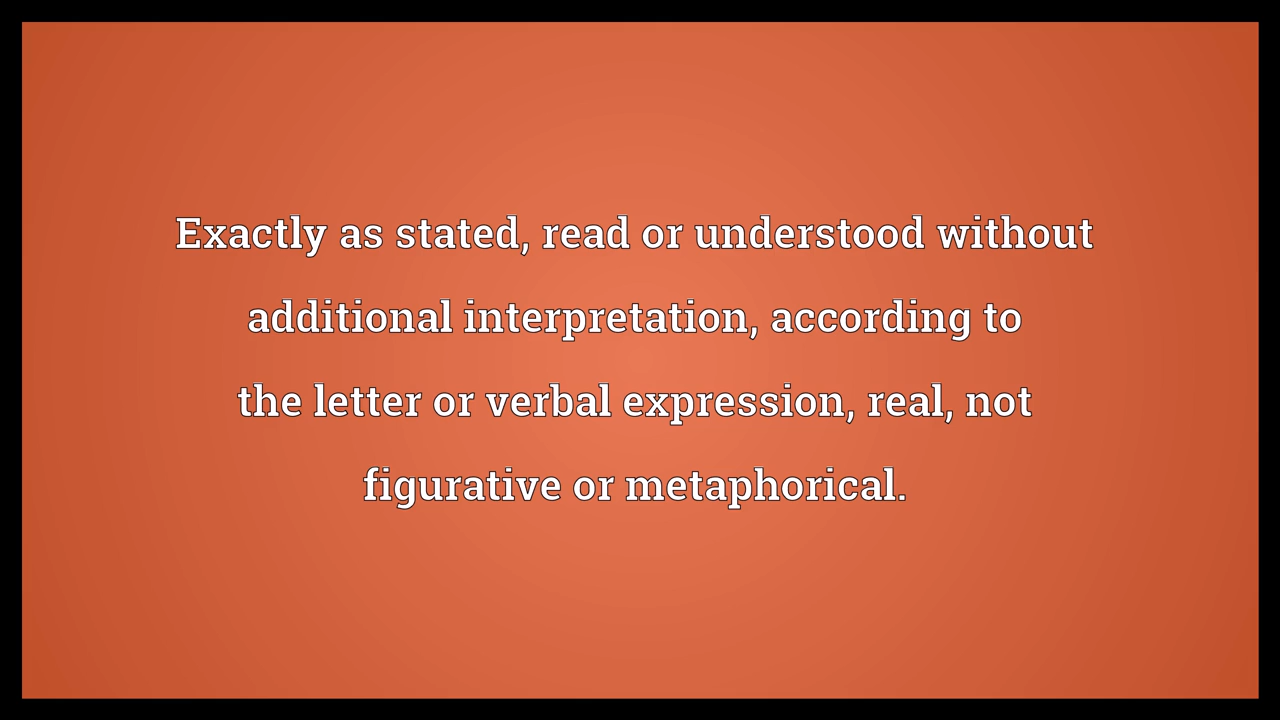 Exactly as stated, read or understood without
additional interpretation, according to
the letter or verbal expression, real, not
figurative or metaphorical.